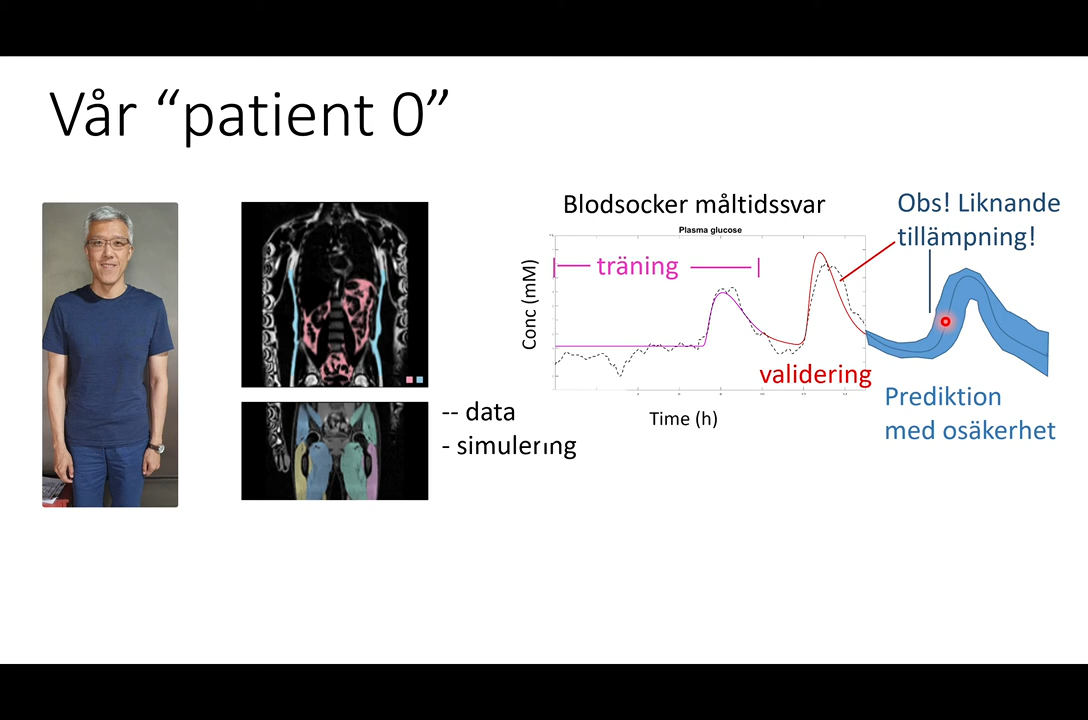 Vår “patient 0”
Blodsocker måltidssvar
Plasma glucose
träning
Conc (mM)
validering
Time (h)
Obs! Liknande
tillämpning!
Prediktion
med osäkerhet
-- data
- simulering